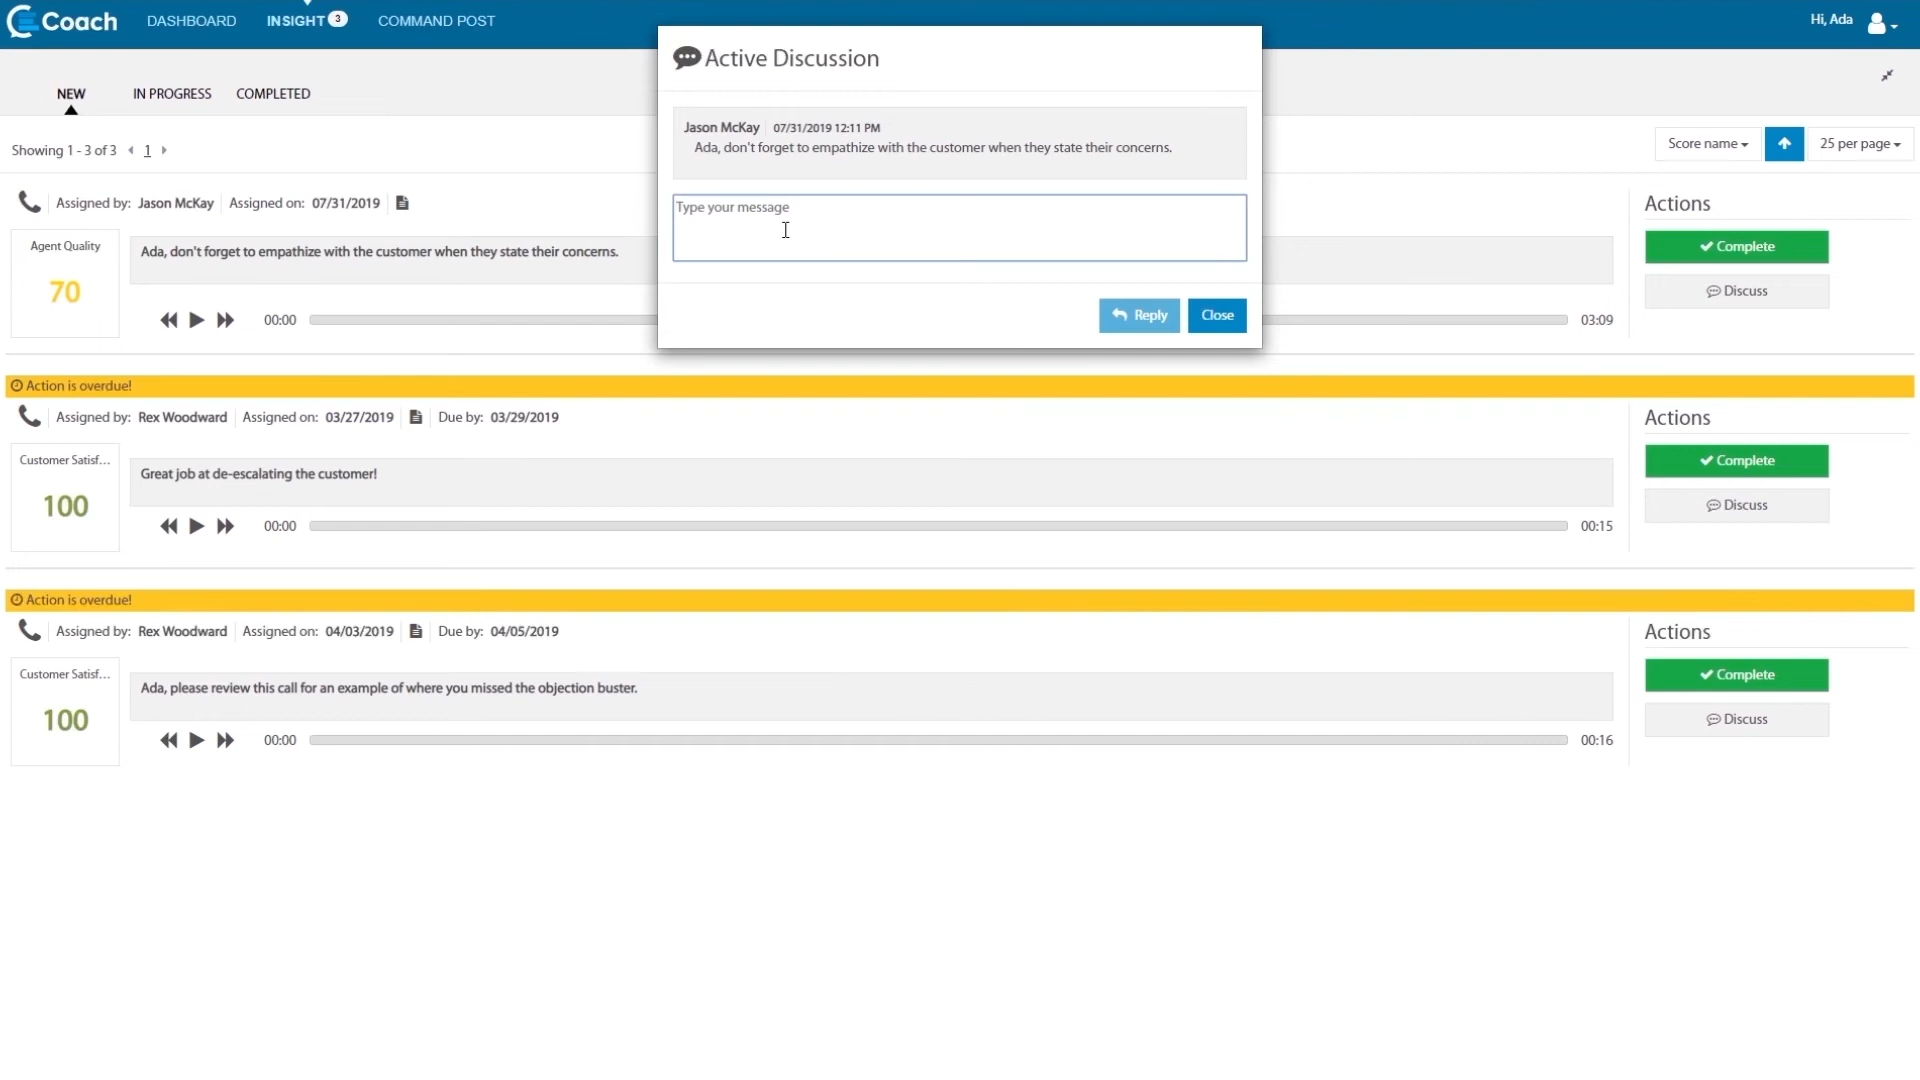 Coach DASHBOARD INSIGHT 3 COMMAND POST Hi, Ada
NEW IN PROGRESS COMPLETED
Showing 1 - 3 of 3 1 Score name 25 per page
Active Discussion
Jason McKay 07/31/2019 12:11 PM
Ada, don't forget to empathize with the customer when they state their concerns.
Type your message
Reply Close
Assigned by: Jason McKay Assigned on: 07/31/2019
Agent Quality
70
Ada, don't forget to empathize with the customer when they state their concerns.
00:00 03:09
Actions
Complete
Discuss
Action is overdue!
Assigned by: Rex Woodward Assigned on: 03/27/2019 Due by: 03/29/2019
Customer Satisf...
100
Great job at de-escalating the customer!
00:00 00:15
Actions
Complete
Discuss
Action is overdue!
Assigned by: Rex Woodward Assigned on: 04/03/2019 Due by: 04/05/2019
Customer Satisf...
100
Ada, please review this call for an example of where you missed the objection buster.
00:00 00:16
Actions
Complete
Discuss